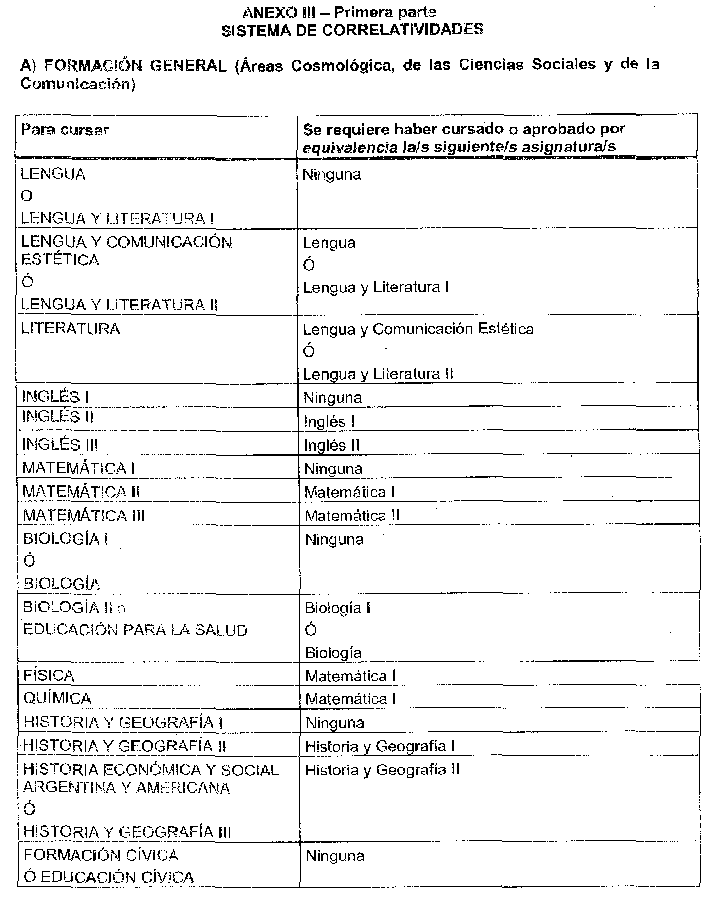 ANEXO III – Primera parte
SISTEMA DE CORRELATIVIDADES
A) FORMACIÓN GENERAL (Áreas Cosmológica, de las Ciencias Sociales y de la
Comunicación)
Para cursar
Se requiere haber cursado o aprobado por
equivalencia la/s siguiente/s asignatura/s
LENGUA
O
LENGUA Y LITERATURA I
Ninguna
LENGUA Y COMUNICACIÓN
ESTÉTICA
Ó
LENGUA Y LITERATURA II
Lengua
Ó
Lengua y Literatura I
LITERATURA
Lengua y Comunicación Estética
Ó
Lengua y Literatura II
INGLÉS I
Ninguna
INGLÉS II
Inglés I
INGLÉS III
Inglés II
MATEMÁTICA I
Ninguna
MATEMÁTICA II
Matemática I
MATEMÁTICA III
Matemática II
BIOLOGÍA I
Ó
BIOLOGÍA
Ninguna
BIOLOGÍA II o
EDUCACIÓN PARA LA SALUD
Biología I
Ó
Biología
FÍSICA
Matemática I
QUÍMICA
Matemática I
HISTORIA Y GEOGRAFÍA I
Ninguna
HISTORIA Y GEOGRAFÍA II
Historia y Geografía I
HISTORIA ECONÓMICA Y SOCIAL
ARGENTINA Y AMERICANA
Ó
HISTORIA Y GEOGRAFÍA III
Historia y Geografía II
FORMACIÓN CÍVICA
Ó EDUCACIÓN CÍVICA
Ninguna